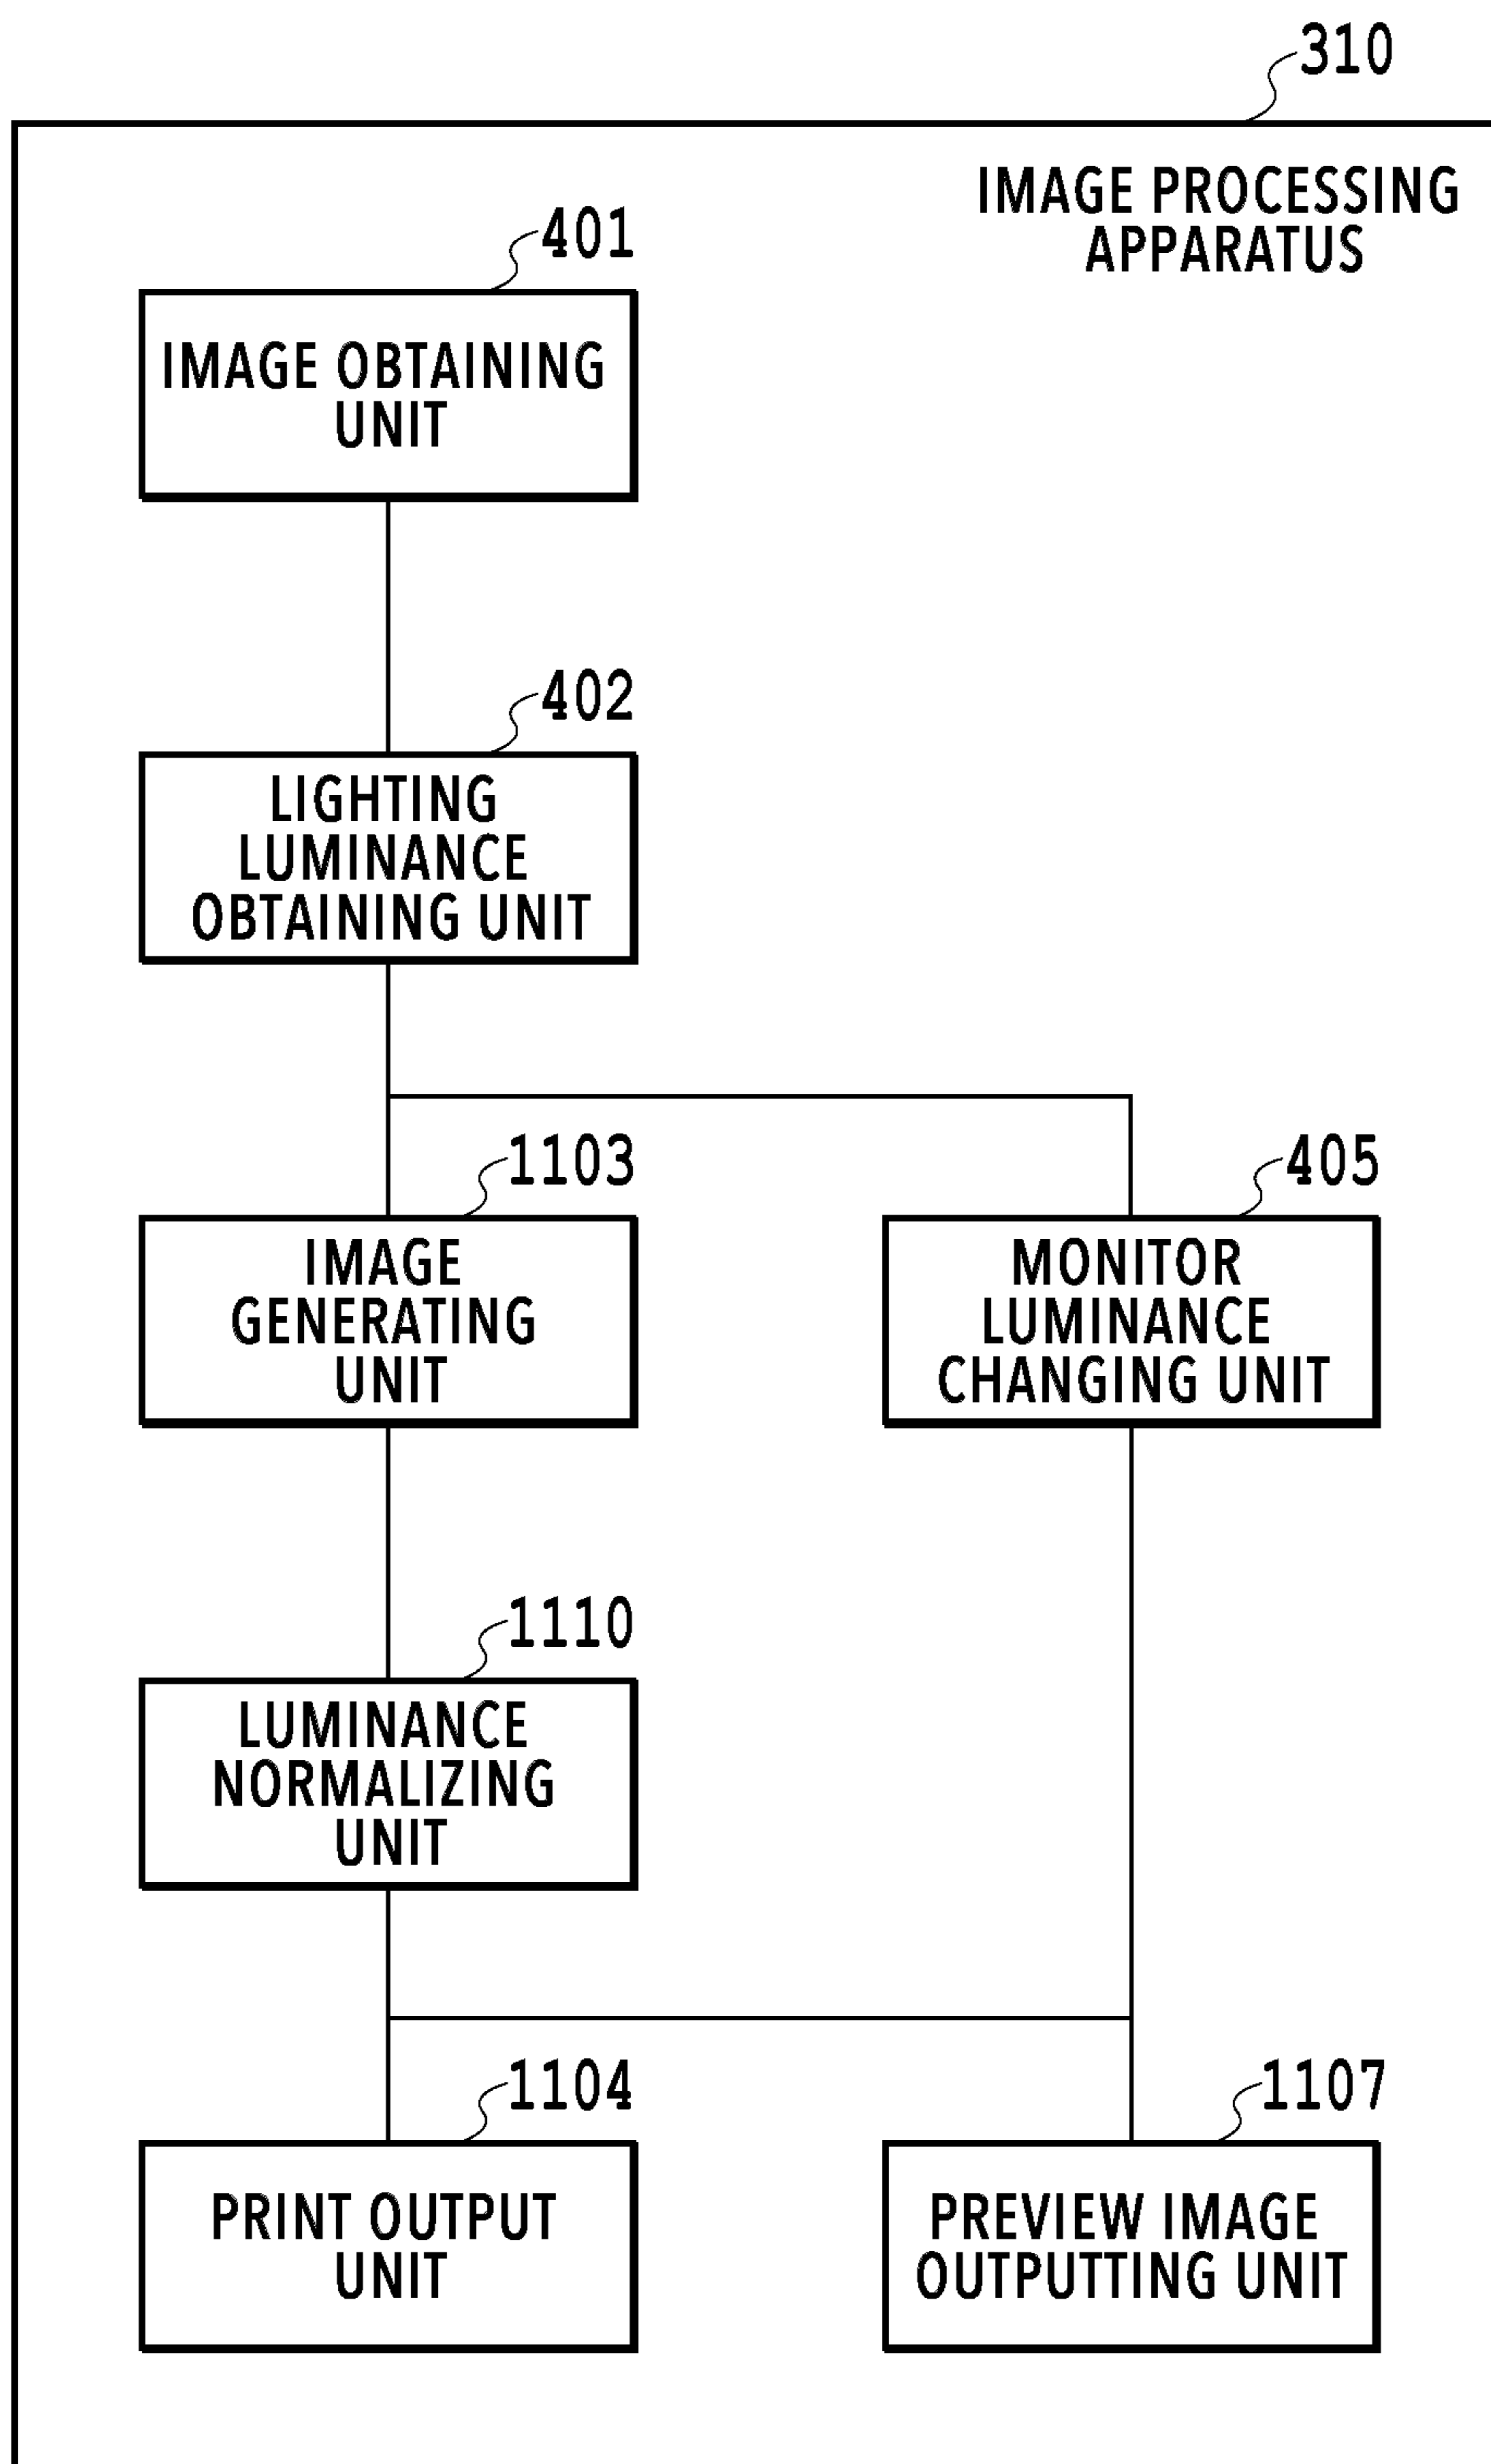 310
IMAGE PROCESSING
APPARATUS
401
IMAGE OBTAINING
UNIT
402
LIGHTING
LUMINANCE
OBTAINING UNIT
1103
IMAGE
GENERATING
UNIT
405
MONITOR
LUMINANCE
CHANGING UNIT
1110
LUMINANCE
NORMALIZING
UNIT
1104
PRINT OUTPUT
UNIT
1107
PREVIEW IMAGE
OUTPUTTING UNIT